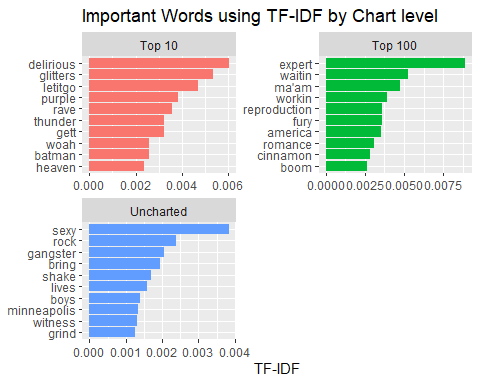 Important Words using TF-IDF by Chart level
Top 10
delirious
glitters
letitgo
purple
rave
thunder
gett
woah
batman
heaven
0.000 0.002 0.004 0.006
Top 100
expert
waitin
ma'am
workin
reproduction
fury
america
romance
cinnamon
boom
0.0000 0.0025 0.0050 0.0075
Uncharted
sexy
rock
gangster
bring
shake
lives
boys
minneapolis
witness
grind
0.000 0.001 0.002 0.003 0.004
TF-IDF